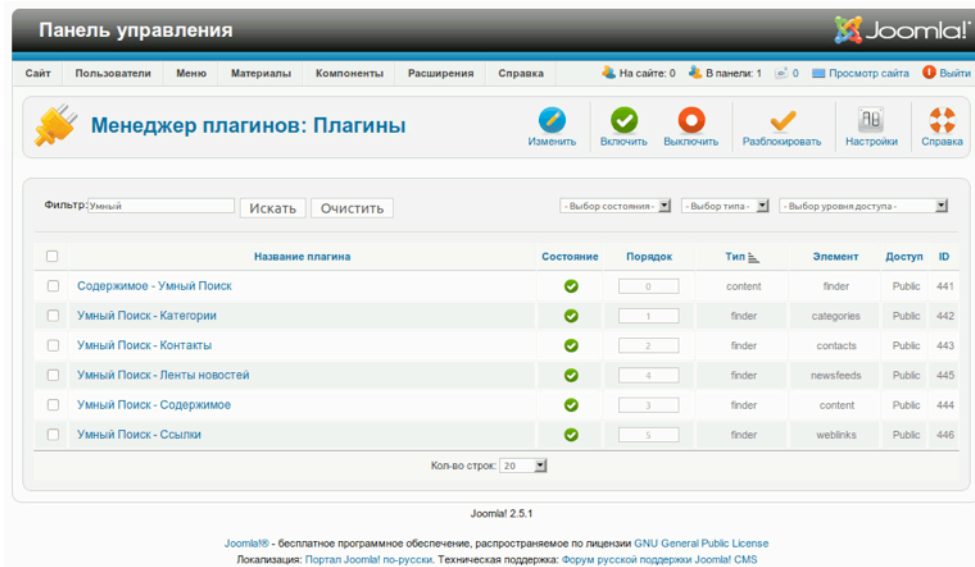 Панель управления
Joomla!
Сайт Пользователи Меню Материалы Компоненты Расширения Справка На сайте: 0 В панели: 1 0 Просмотр сайта Выйти
Менеджер плагинов: Плагины
Изменить Включить Выключить Разблокировать Настройки Справка
Фильтр: Умный Искать Очистить - Выбор состояния - - Выбор типа - - Выбор уровня доступа -
Название плагина Состояние Порядок Тип Элемент Доступ ID
Содержимое - Умный Поиск 0 content finder Public 441
Умный Поиск - Категории 1 finder categories Public 442
Умный Поиск - Контакты 2 finder contacts Public 443
Умный Поиск - Ленты новостей 4 finder newsfeeds Public 445
Умный Поиск - Содержимое 3 finder content Public 444
Умный Поиск - Ссылки 5 finder weblinks Public 446
Кол-во строк: 20
Joomla! 2.5.1
Joomla!® - бесплатное программное обеспечение, распространяемое по лицензии GNU General Public License
Локализация: Портал Joomla! по-русски. Техническая поддержка: Форум русской поддержки Joomla! CMS